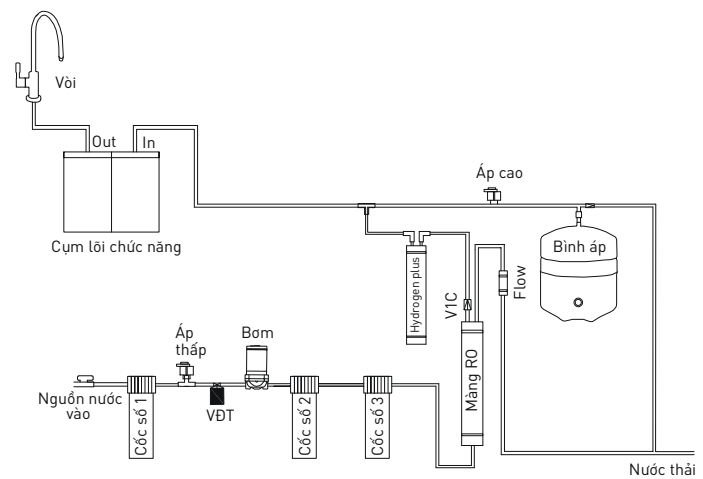 Vòi
Out
In
Áp cao
Cụm lõi chức năng
Bình áp
Hydrogen plus
V1C
Flow
Áp
thấp
Bơm
Màng RO
Nguồn nước
vào
Cốc số 1
VĐT
Cốc số 2
Cốc số 3
Nước thải